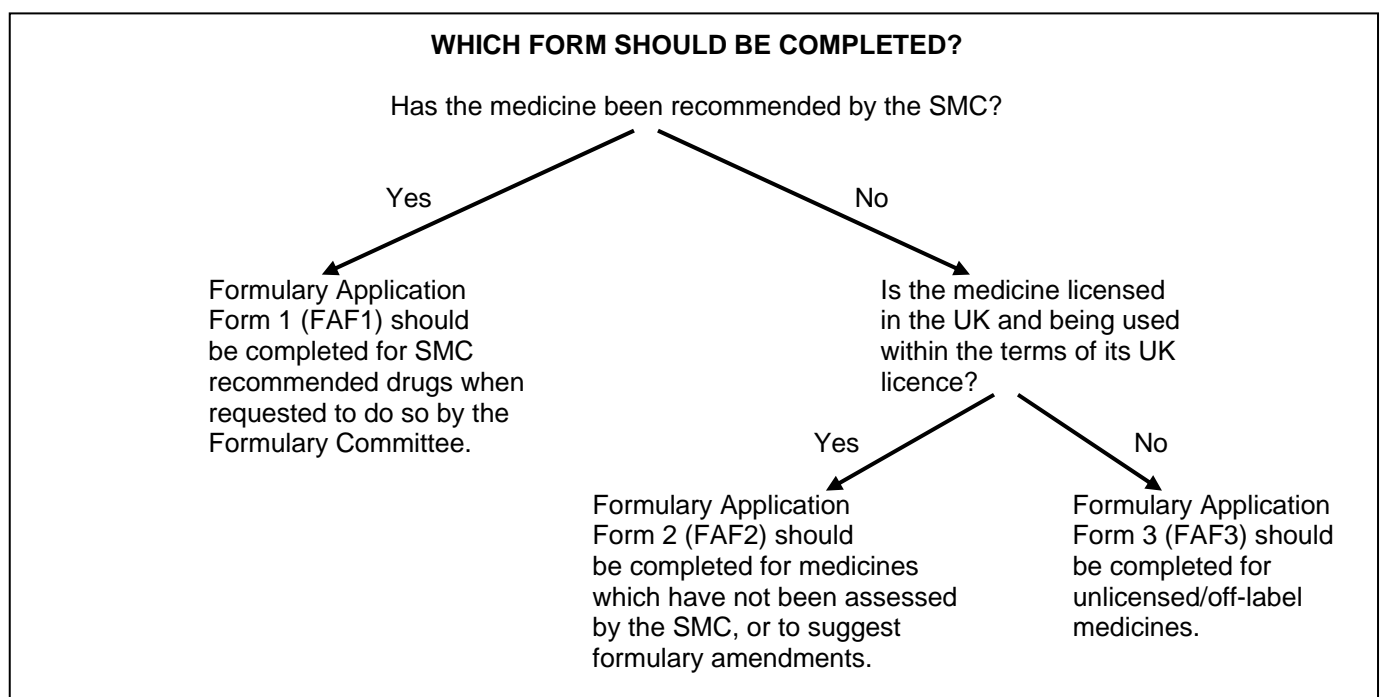 WHICH FORM SHOULD BE COMPLETED?
Has the medicine been recommended by the SMC?
Yes
No
Formulary Application
Form 1 (FAF1) should
be completed for SMC
recommended drugs when
requested to do so by the
Formulary Committee.
Is the medicine licensed
in the UK and being used
within the terms of its UK
licence?
Yes
No
Formulary Application
Form 2 (FAF2) should
be completed for medicines
which have not been assessed
by the SMC, or to suggest
formulary amendments.
Formulary Application
Form 3 (FAF3) should
be completed for
unlicensed/off-label
medicines.